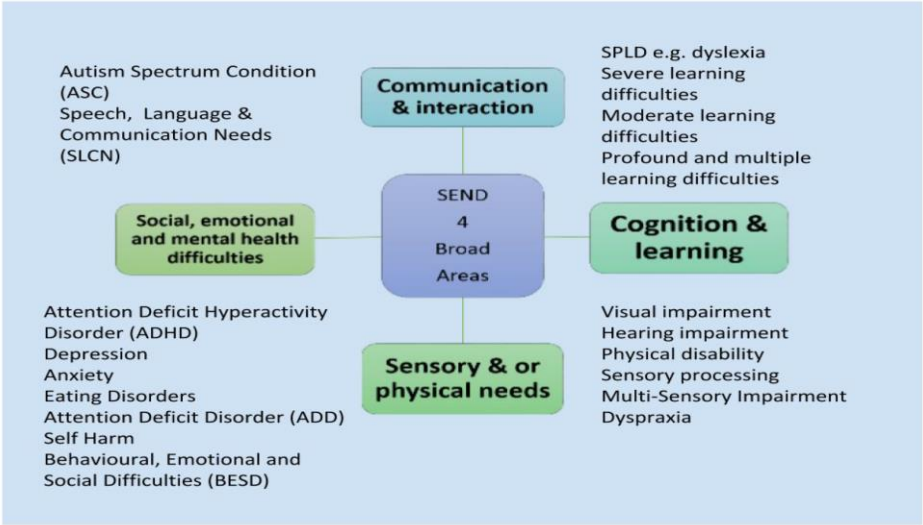 Autism Spectrum Condition
(ASC)
Speech,  Language &
Communication Needs
(SLCN)
Communication
& interaction
SPLD e.g. dyslexia
Severe learning
difficulties
Moderate learning
difficulties
Profound and multiple
learning difficulties
Social, emotional
and mental health
difficulties
SEND
4
Broad
Areas
Cognition &
learning
Attention Deficit Hyperactivity
Disorder (ADHD)
Depression
Anxiety
Eating Disorders
Attention Deficit Disorder (ADD)
Self Harm
Behavioural, Emotional and
Social Difficulties (BESD)
Sensory & or
physical needs
Visual impairment
Hearing impairment
Physical disability
Sensory processing
Multi-Sensory Impairment
Dyspraxia